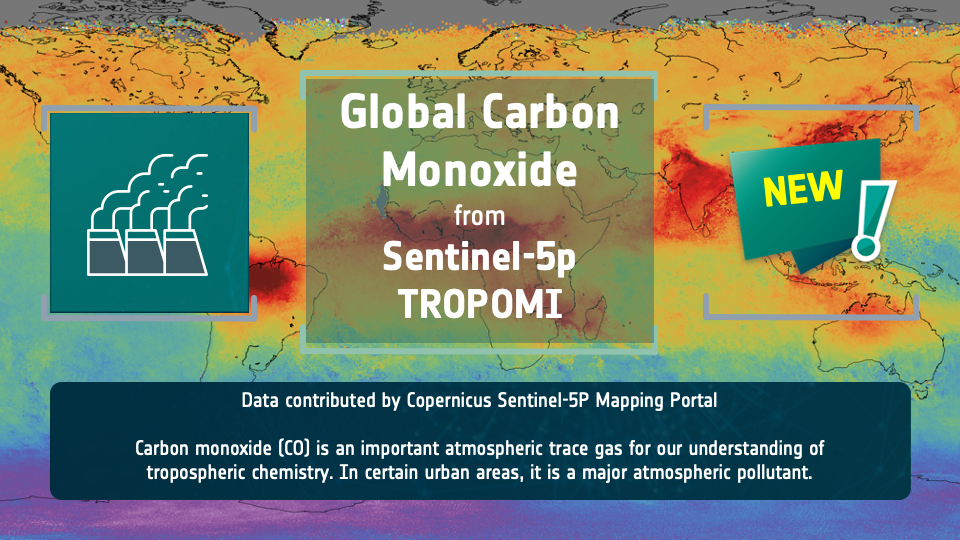 Global Carbon
Monoxide
from
Sentinel-5p
TROPOMI
NEW
Data contributed by Copernicus Sentinel-5P Mapping Portal
Carbon monoxide (CO) is an important atmospheric trace gas for our understanding of
tropospheric chemistry. In certain urban areas, it is a major atmospheric pollutant.